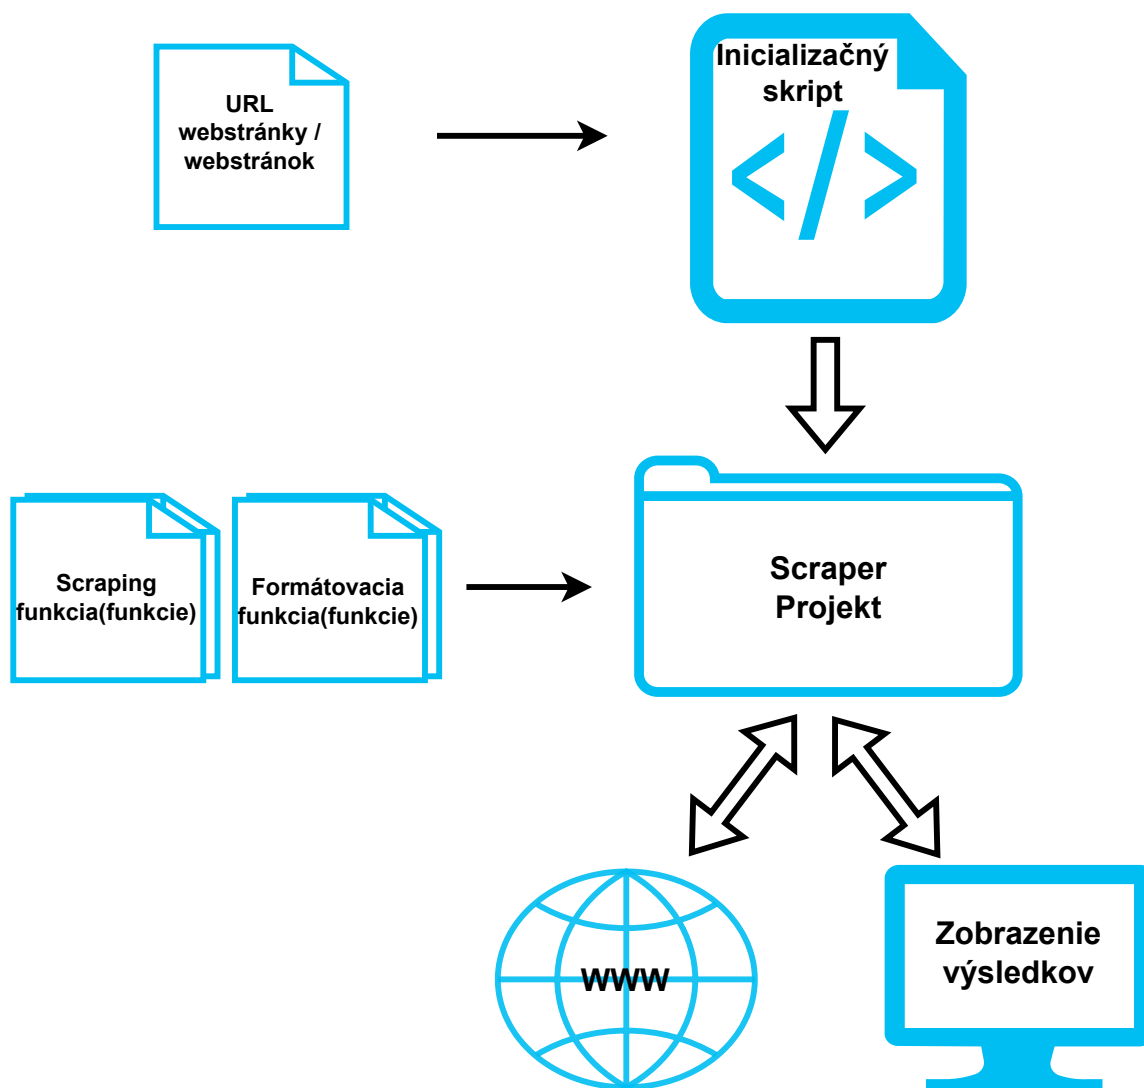 URL
webstránky /
webstránok
Inicializačný
skript
</>
Scraping
funkcia(funkcie)
Formátovacia
funkcia(funkcie)
Scraper
Projekt
WWW
Zobrazenie
výsledkov